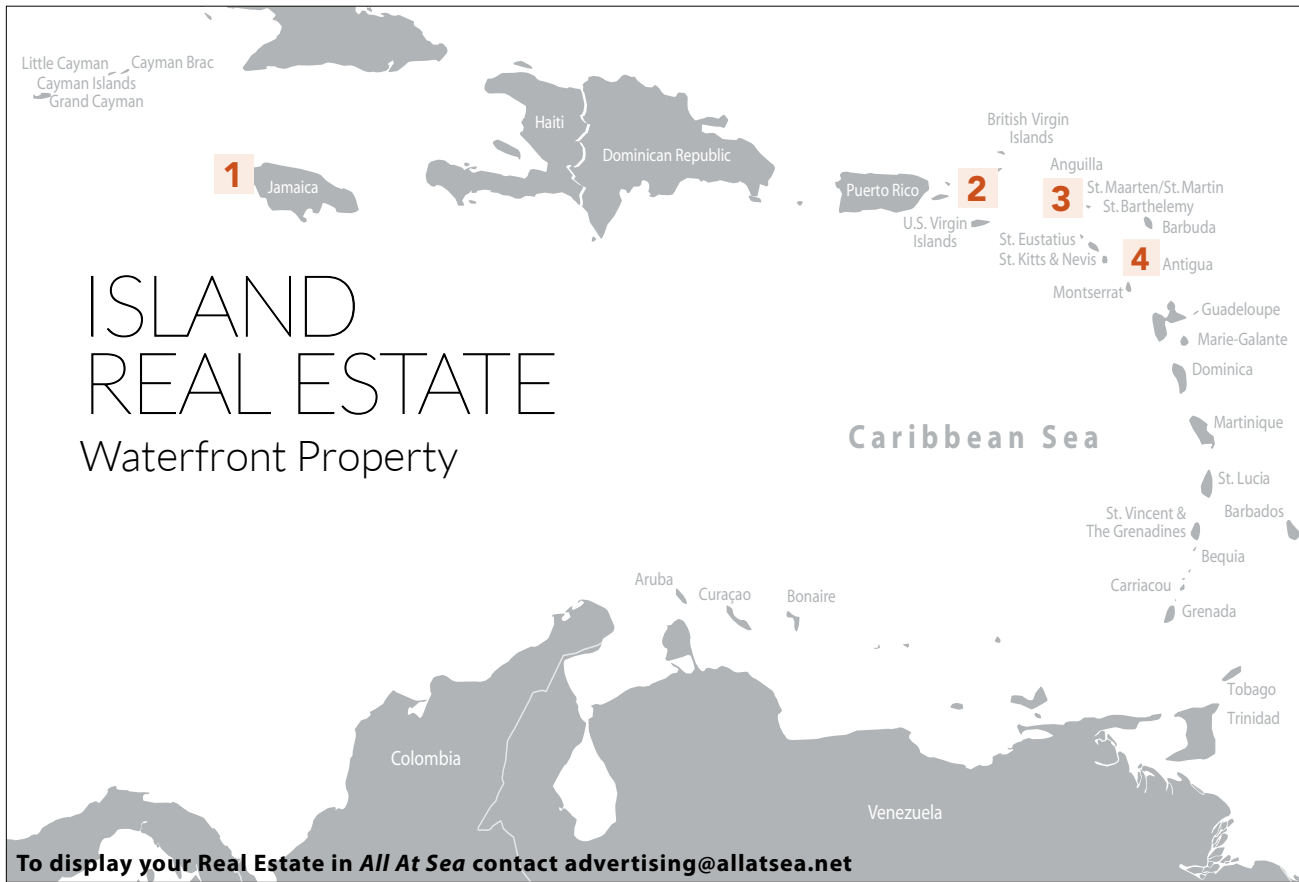 Little Cayman
Cayman Brac
Cayman Islands
Grand Cayman
Haiti
Dominican Republic
British Virgin
Islands
1
Jamaica
Puerto Rico
2
U.S. Virgin
Islands
Anguilla
3
St. Maarten/St. Martin
St. Barthelemy
Barbuda
St. Eustatius
St. Kitts & Nevis
4
Antigua
Montserrat
Guadeloupe
Marie-Galante
Dominica
ISLAND
REAL ESTATE
Waterfront Property
Caribbean Sea
Martinique
St. Lucia
St. Vincent &
The Grenadines
Barbados
Bequia
Carriacou
Grenada
Aruba
Curaçao
Bonaire
Tobago
Trinidad
Colombia
Venezuela
To display your Real Estate in All At Sea contact advertising@allatsea.net